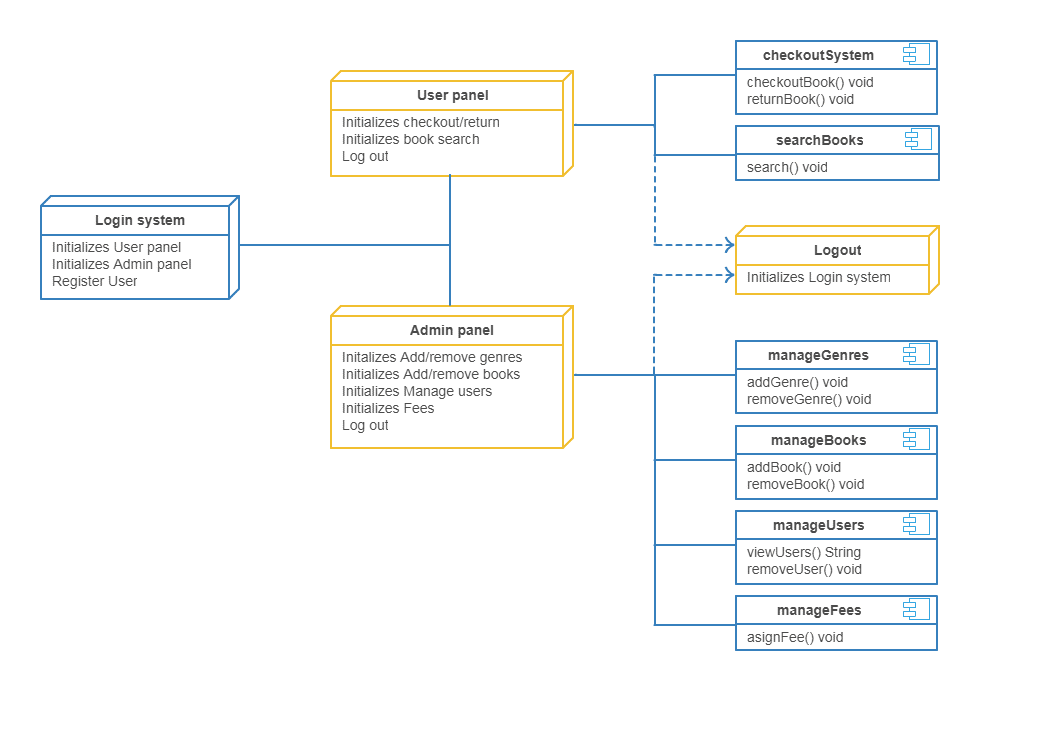 Login system
Initializes User panel
Initializes Admin panel
Register User
User panel
Initializes checkout/return
Initializes book search
Log out
Admin panel
Initalizes Add/remove genres
Initializes Add/remove books
Initializes Manage users
Initializes Fees
Log out
checkoutSystem
checkoutBook() void
returnBook() void
searchBooks
search() void
Logout
Initializes Login system
manageGenres
addGenre() void
removeGenre() void
manageBooks
addBook() void
removeBook() void
manageUsers
viewUsers() String
removeUser() void
manageFees
asignFee() void